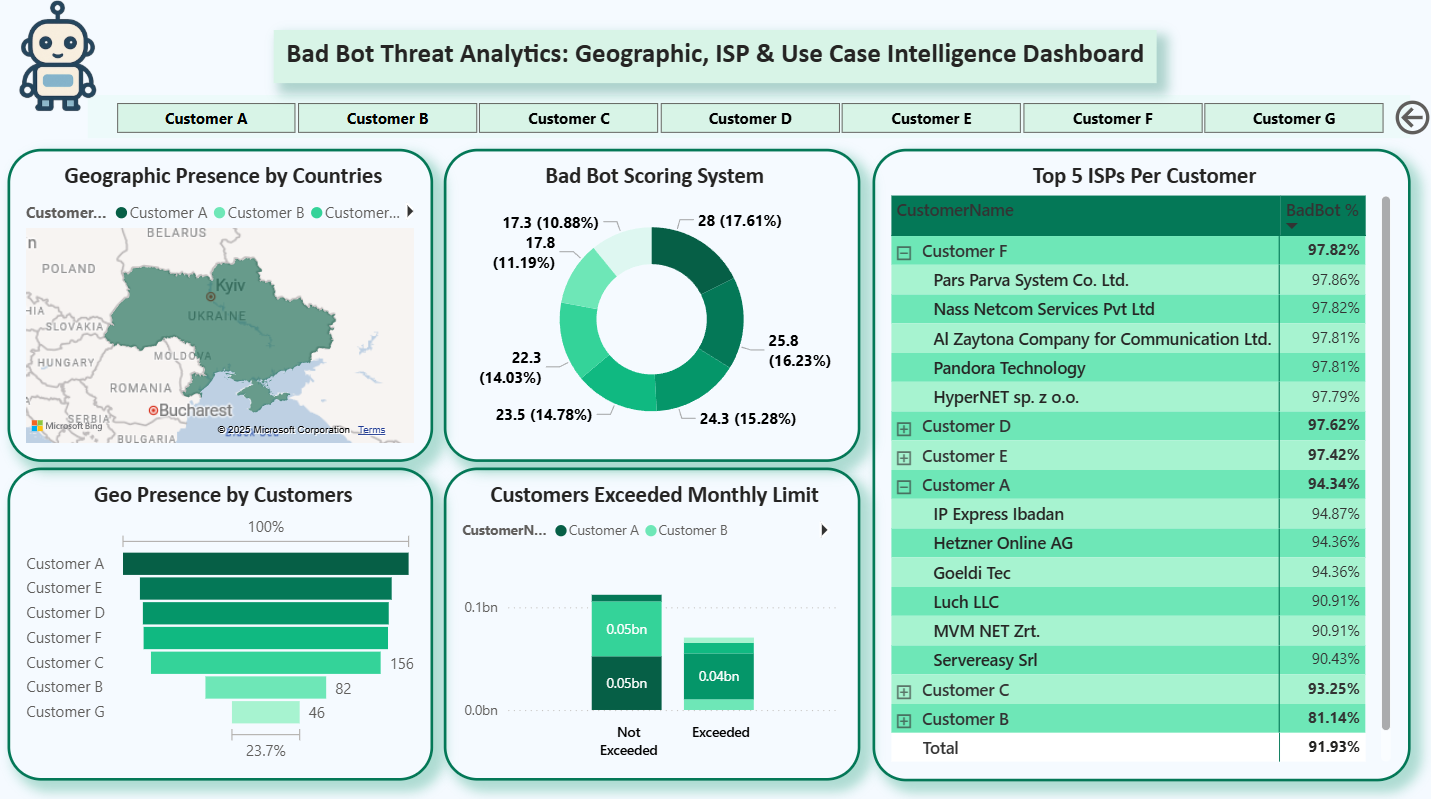 Bad Bot Threat Analytics: Geographic, ISP & Use Case Intelligence Dashboard
Customer A
Customer B
Customer C
Customer D
Customer E
Customer F
Customer G
Geographic Presence by Countries
Customer... Customer A Customer B Customer...
n
BELARUS
POLAND
Kyiv
UKRAINE
SLOVAKIA
HUNGARY
MOLDOVA
ROMANIA
Bucharest
SERBIA
BULGARIA
Microsoft Bing
© 2025 Microsoft Corporation Terms
Bad Bot Scoring System
17.3 (10.88%)
28 (17.61%)
17.8
(11.19%)
25.8
(16.23%)
22.3
(14.03%)
23.5 (14.78%)
24.3 (15.28%)
Geo Presence by Customers
100%
Customer A
Customer E
Customer D
Customer F
Customer C 156
Customer B 82
Customer G 46
23.7%
Customers Exceeded Monthly Limit
CustomerN... Customer A Customer B
0.1bn
0.05bn
0.05bn
0.04bn
0.0bn
Not
Exceeded
Exceeded
Top 5 ISPs Per Customer
CustomerName BadBot %
Customer F 97.82%
Pars Parva System Co. Ltd. 97.86%
Nass Netcom Services Pvt Ltd 97.82%
Al Zaytona Company for Communication Ltd. 97.81%
Pandora Technology 97.81%
HyperNET sp. z o.o. 97.79%
Customer D 97.62%
Customer E 97.42%
Customer A 94.34%
IP Express Ibadan 94.87%
Hetzner Online AG 94.36%
Goeldi Tec 94.36%
Luch LLC 90.91%
MVM NET Zrt. 90.91%
Servereasy Srl 90.43%
Customer C 93.25%
Customer B 81.14%
Total 91.93%